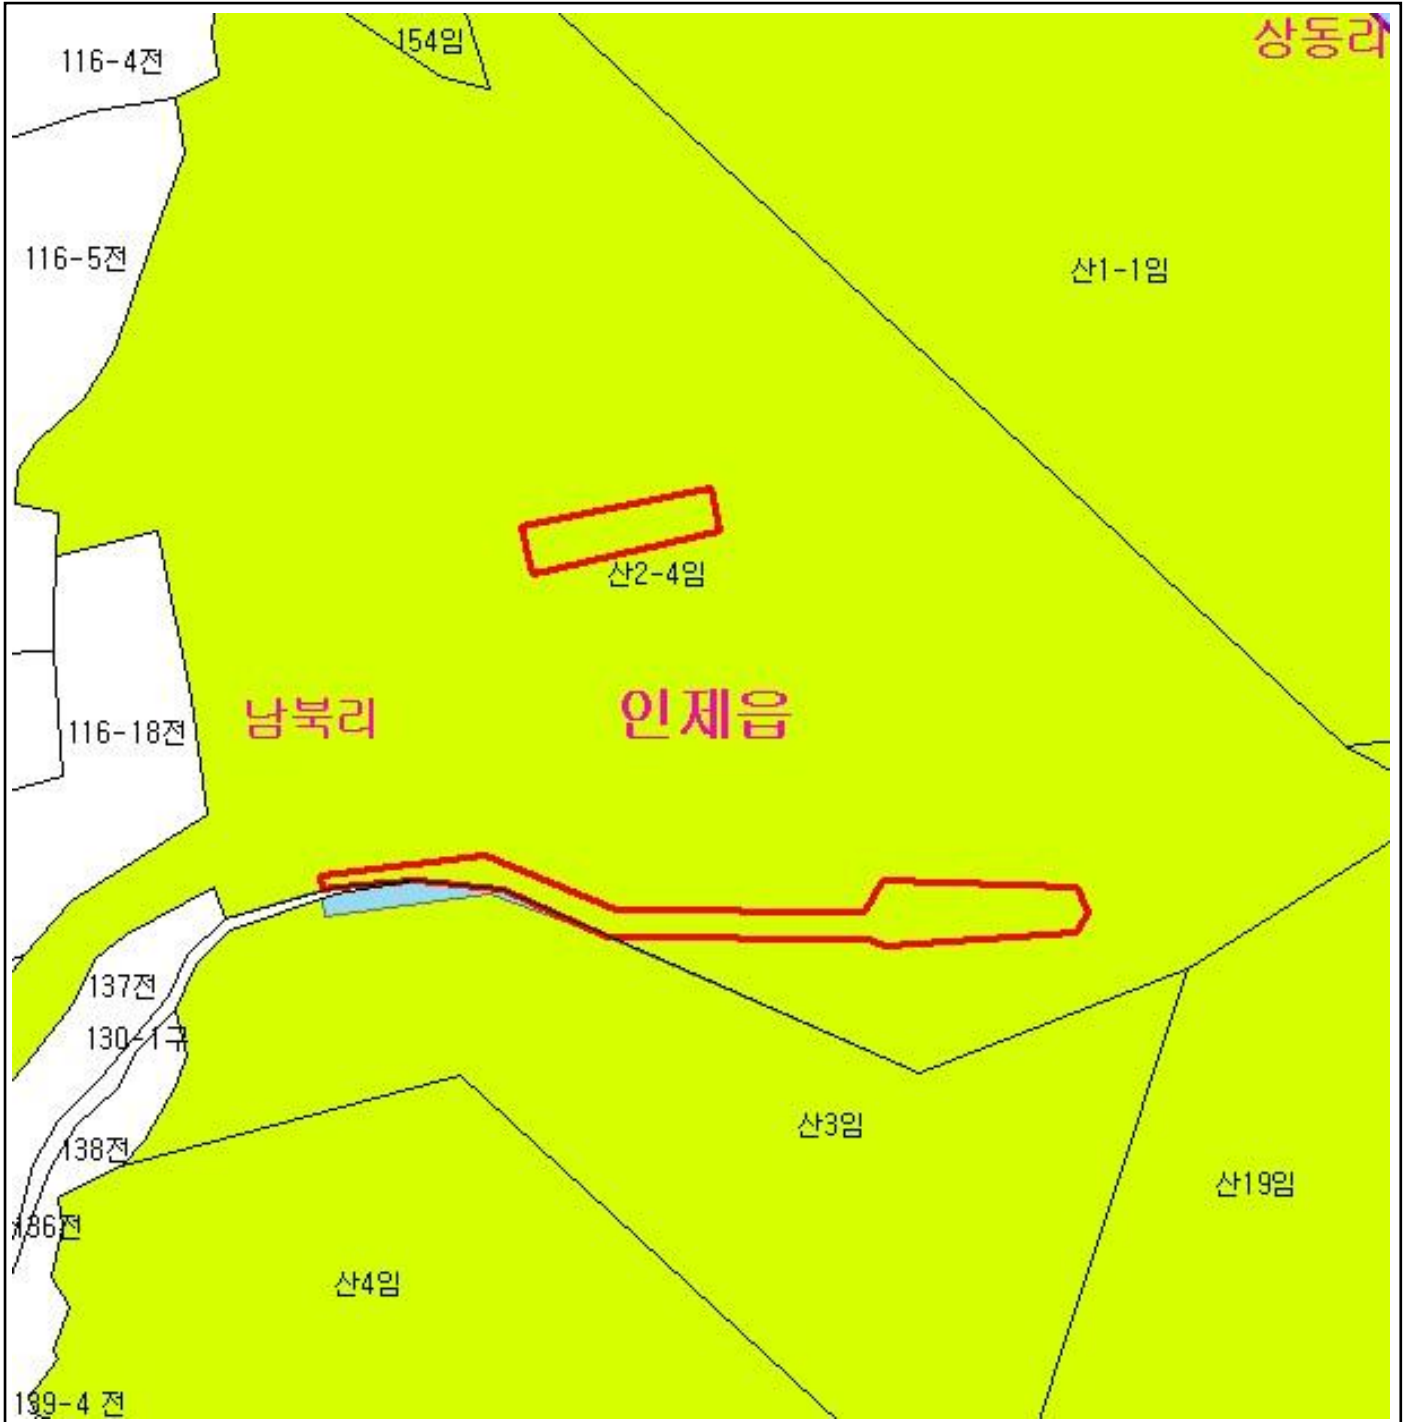 상동리
154임
116-4전
116-5전
산1-1임
산2-4임
남북리
인제읍
116-18전
137전
130-1구
산3임
138전
산19임
136전
산4임
139-4 전